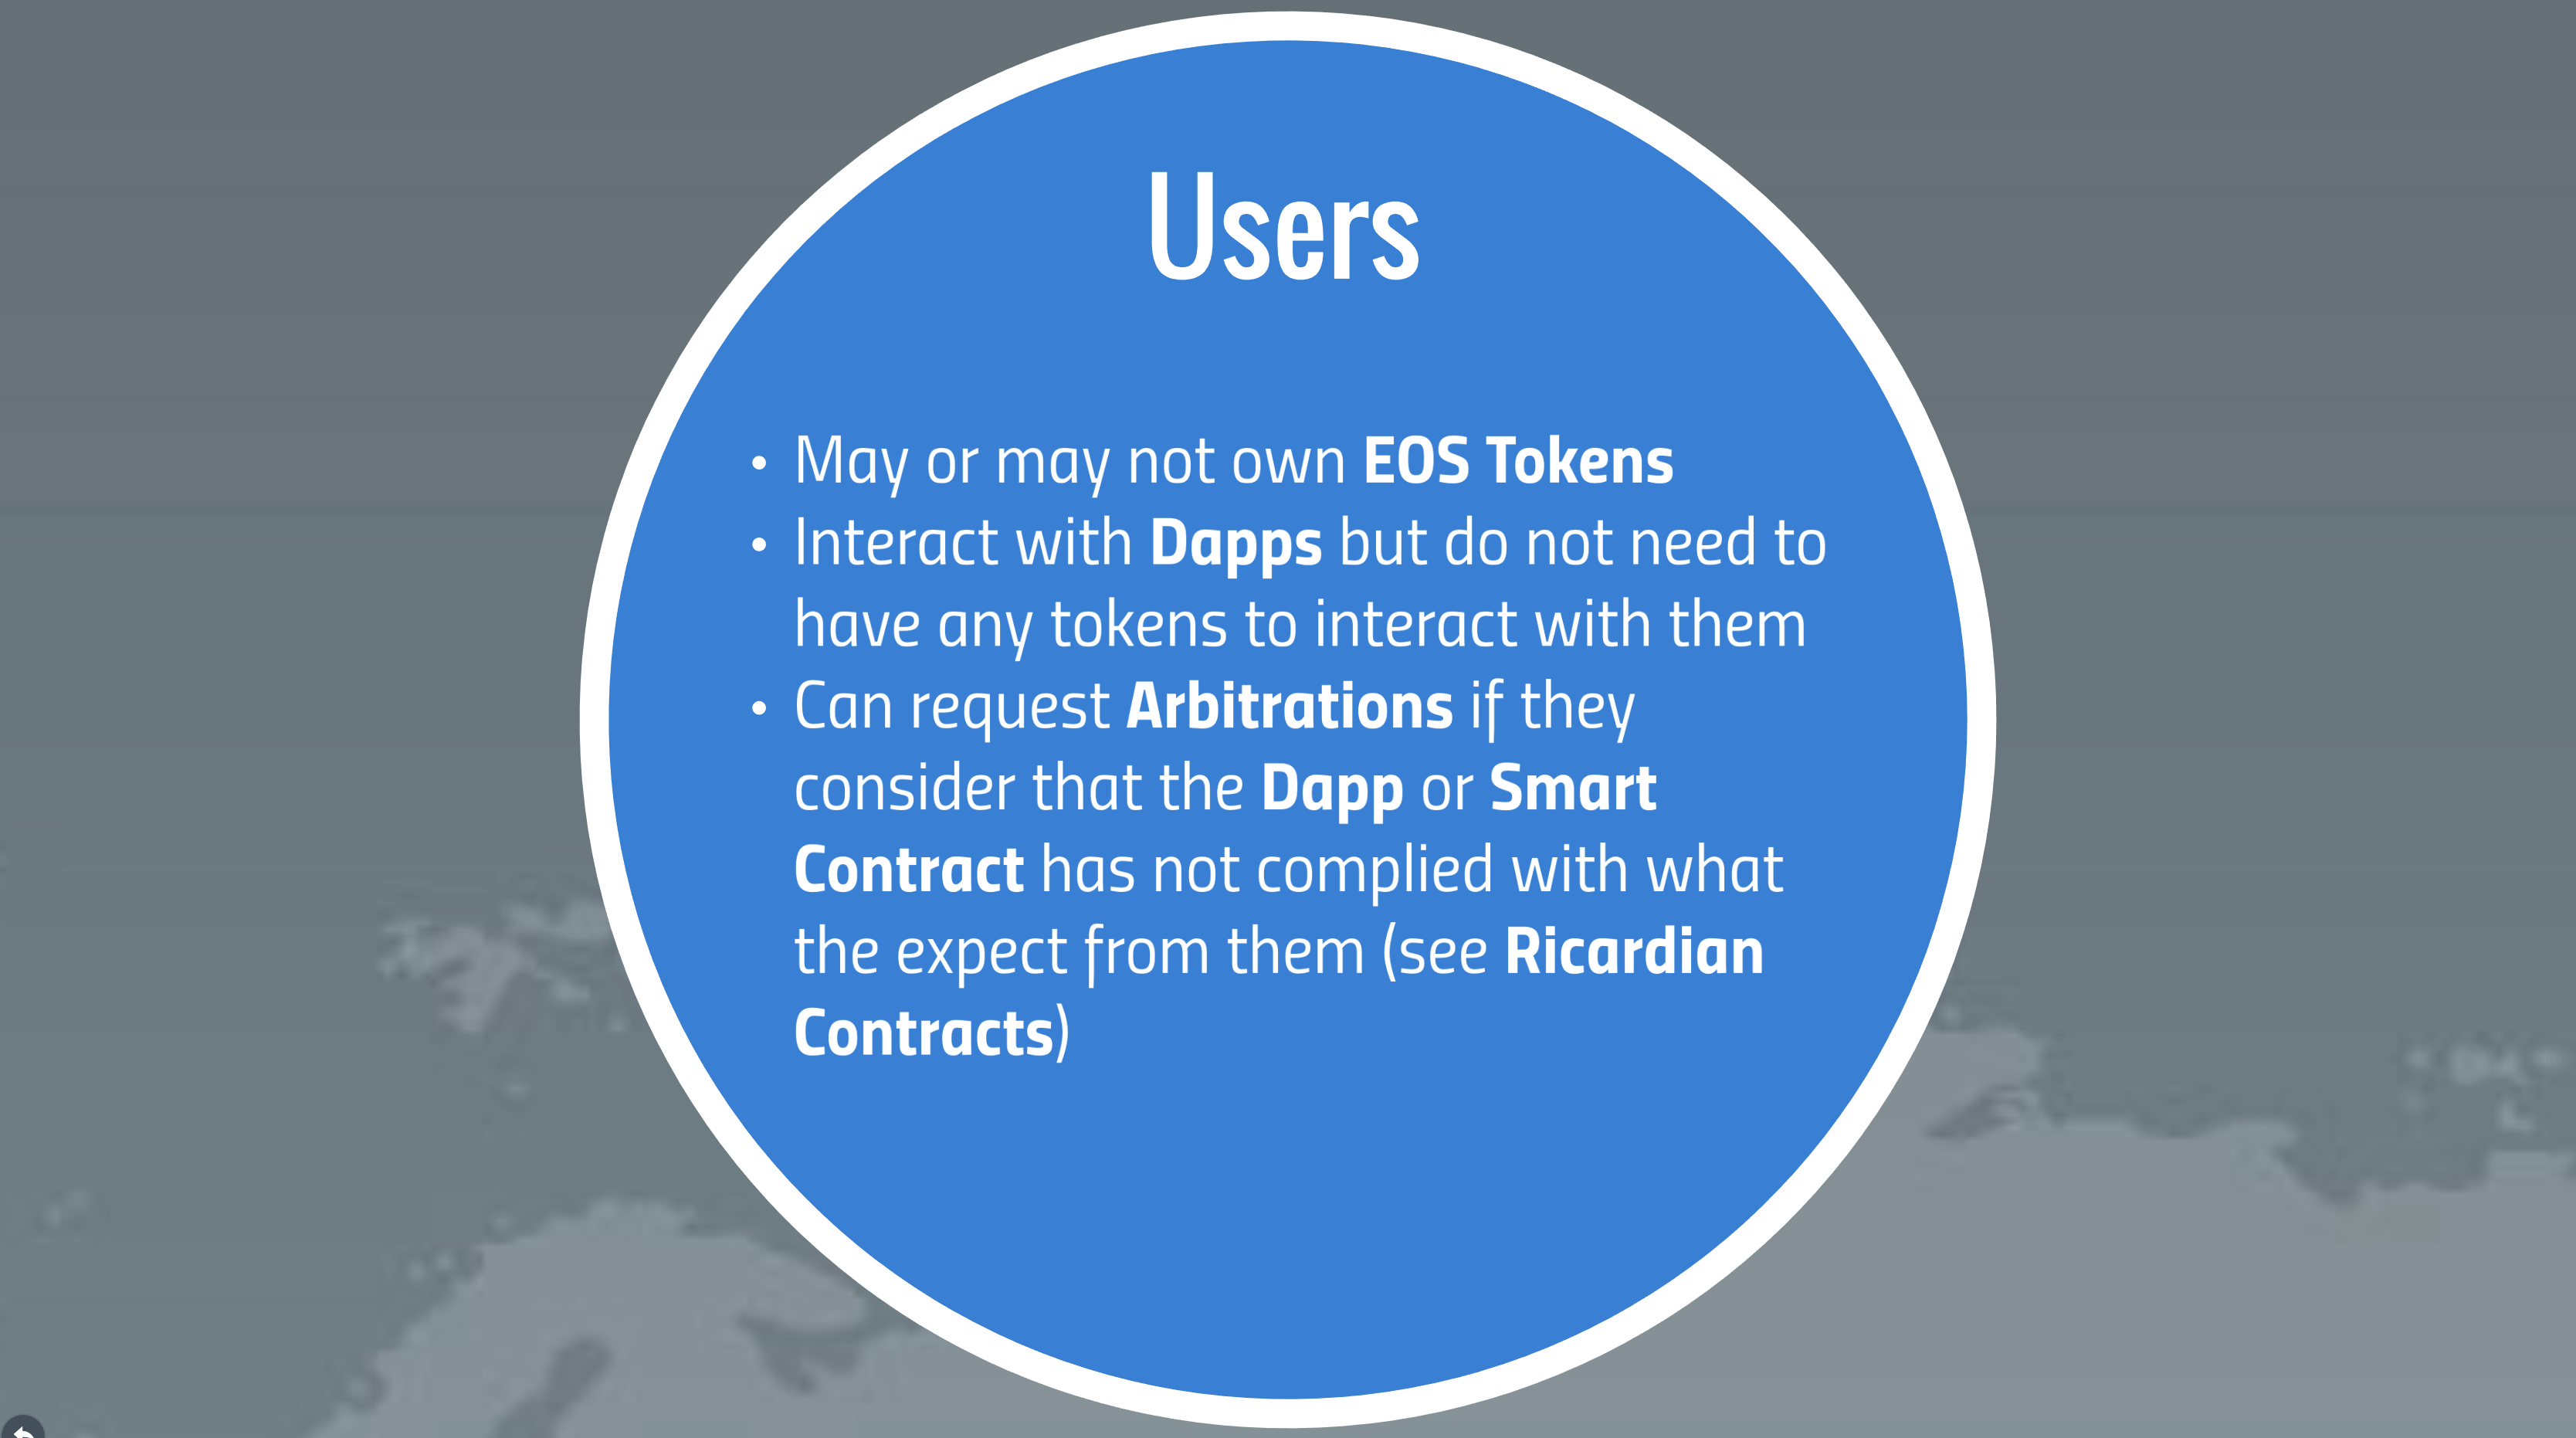 Users
• May or may not own EOS Tokens
• Interact with Dapps but do not need to
have any tokens to interact with them
• Can request Arbitrations if they
consider that the Dapp or Smart
Contract has not complied with what
the expect from them (see Ricardian
Contracts)